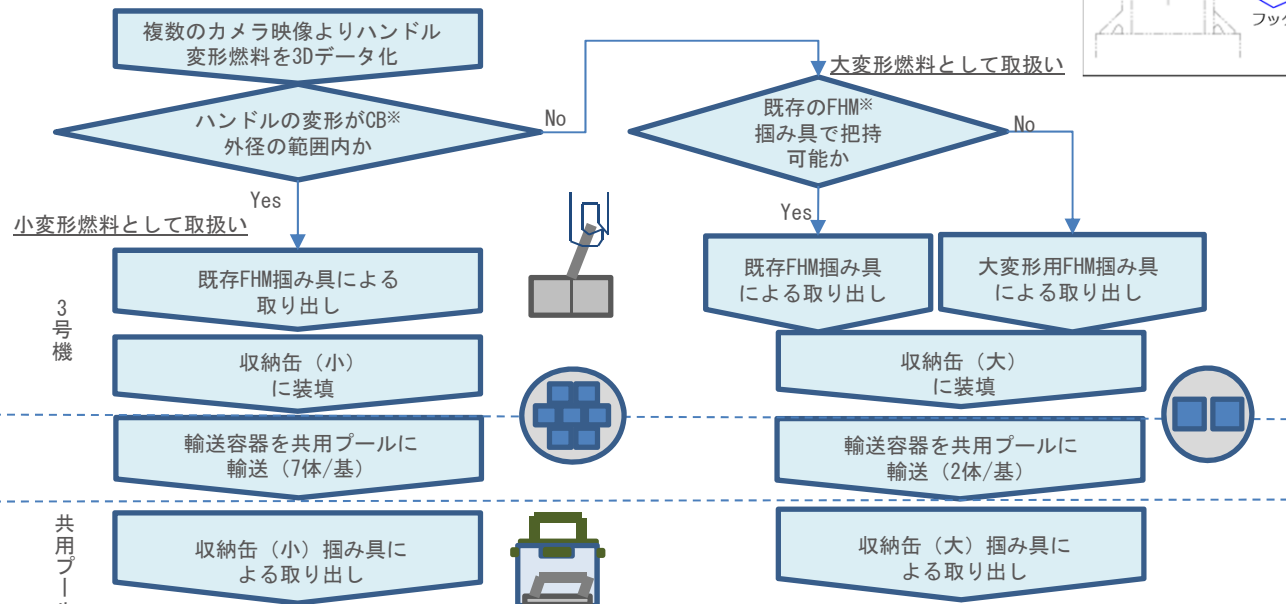 複数のカメラ映像よりハンドル
変形燃料を3Dデータ化
ハンドルの変形がCB※
外径の範囲内か
No
Yes
小変形燃料として取扱い
既存FHM掴み具による
取り出し
収納缶（小）
に装填
輸送容器を共用プールに
輸送（7体/基）
収納缶（小）掴み具に
よる取り出し
大変形燃料として取扱い
既存のFHM※
掴み具で把持
可能か
No
Yes
既存FHM掴み具
による取り出し
大変形用FHM掴み具
による取り出し
収納缶（大）
に装填
輸送容器を共用プールに
輸送（2体/基）
収納缶（大）掴み具に
よる取り出し
3号機
共用プー
フッ